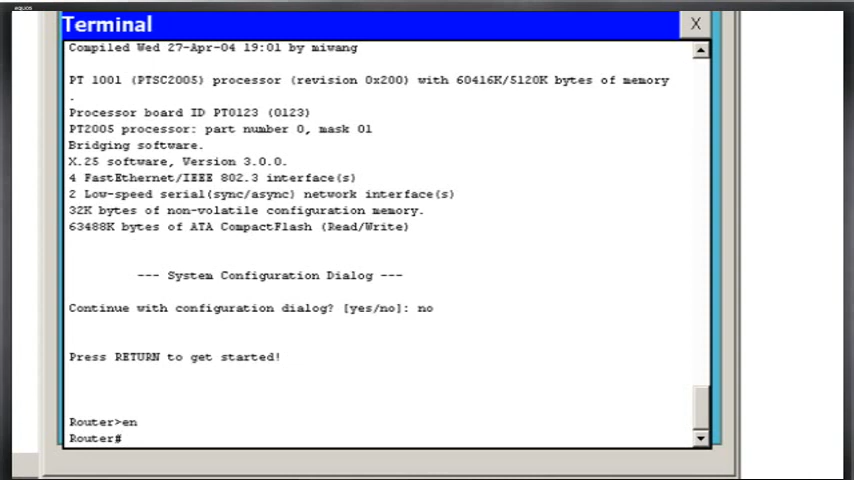 equos
Terminal
X
Compiled Wed 27-Apr-04 19:01 by miwang
PT 1001 (PTSC2005) processor (revision 0x200) with 60416K/5120K bytes of memory
.
Processor board ID PT0123 (0123)
PT2005 processor: part number 0, mask 01
Bridging software.
X.25 software, Version 3.0.0.
4 FastEthernet/IEEE 802.3 interface(s)
2 Low-speed serial(sync/async) network interface(s)
32K bytes of non-volatile configuration memory.
63488K bytes of ATA CompactFlash (Read/Write)
--- System Configuration Dialog ---
Continue with configuration dialog? [yes/no]: no
Press RETURN to get started!
Router>en
Router#